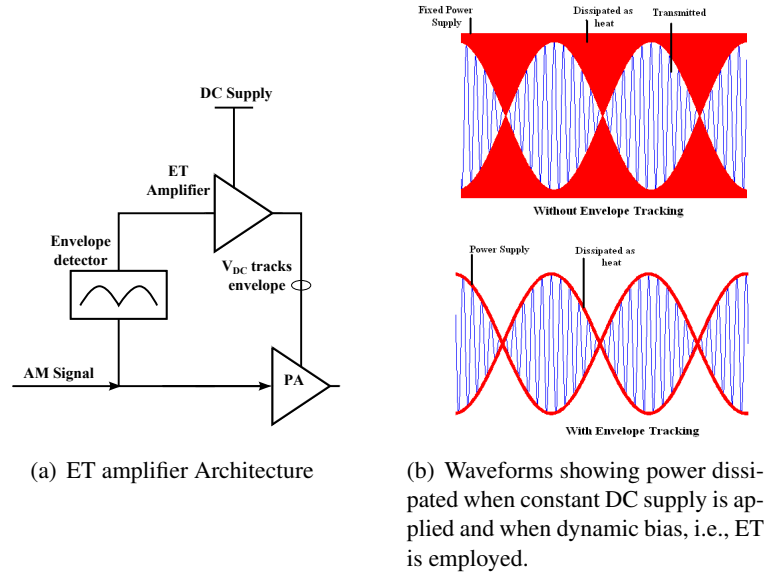 DC Supply
ET
Amplifier
Envelope
detector
V_DC tracks
envelope
AM Signal
PA
(a) ET amplifier Architecture
Fixed Power
Supply
Dissipated as
heat
Transmitted
Without Envelope Tracking
Power Supply
Dissipated as
heat
With Envelope Tracking
(b) Waveforms showing power dissi-
pated when constant DC supply is ap-
plied and when dynamic bias, i.e., ET
is employed.